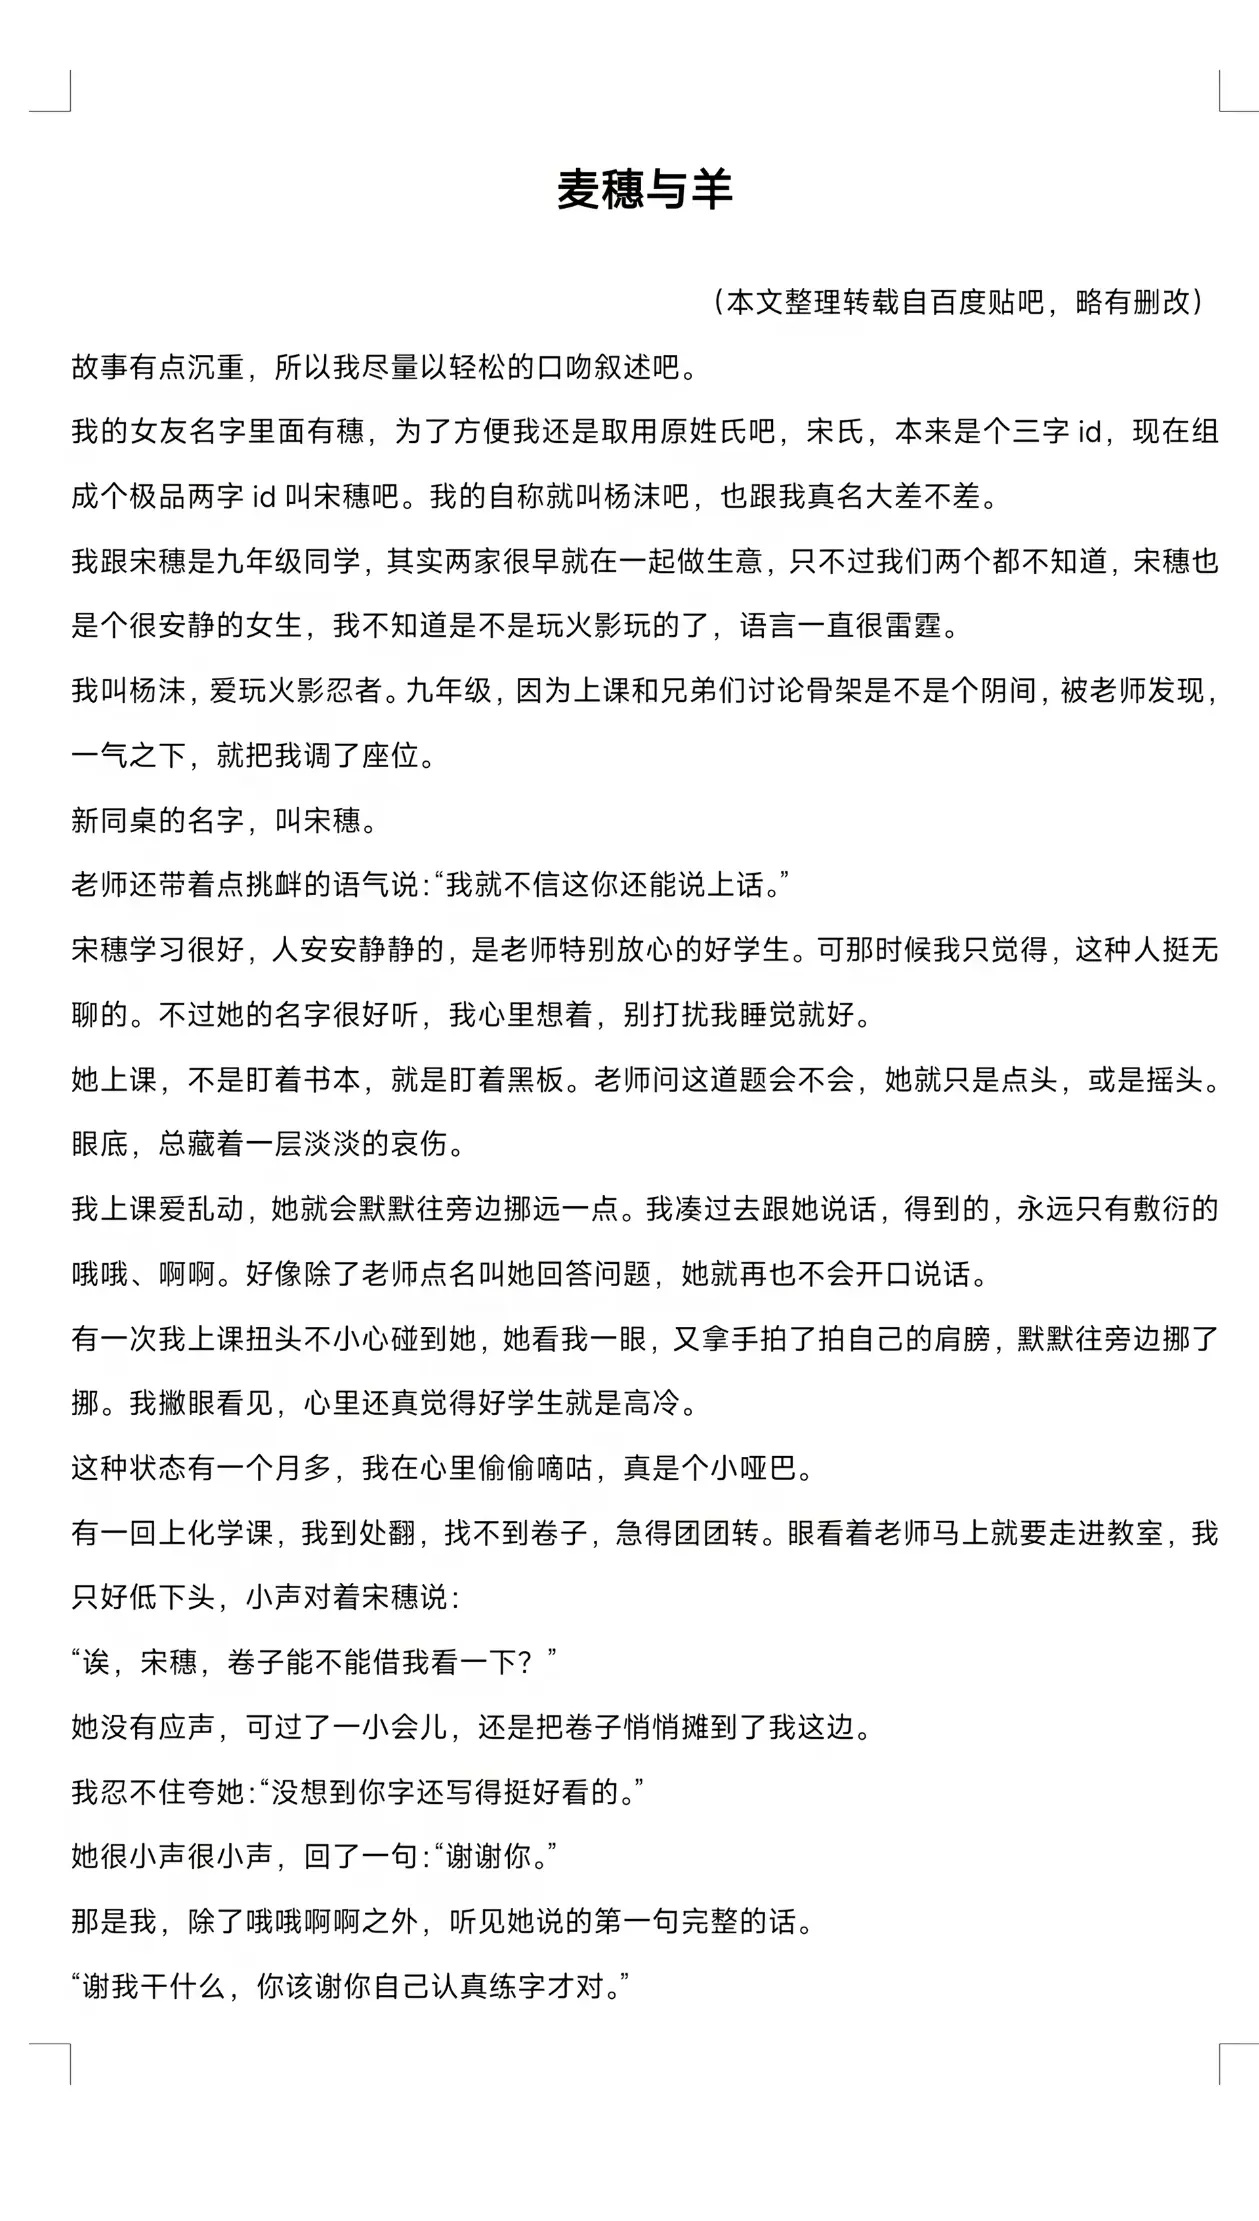 麦穗与羊
（本文整理转载自百度贴吧，略有删改）
故事有点沉重，所以我尽量以轻松的口吻叙述吧。
我的女友名字里面有穗，为了方便我还是取用原姓氏吧，宋氏，本来是个三字 id，现在组
成个极品两字 id 叫宋穗吧。我的自称就叫杨沫吧，也跟我真名大差不差。
我跟宋穗是九年级同学，其实两家很早就在一起做生意，只不过我们两个都不知道，宋穗也
是个很安静的女生，我不知道是不是玩火影玩的了，语言一直很雷霆。
我叫杨沫，爱玩火影忍者。九年级，因为上课和兄弟们讨论骨架是不是个阴间，被老师发现，
一气之下，就把我调了座位。
新同桌的名字，叫宋穗。
老师还带着点挑衅的语气说：“我就不信这你还能说上话。”
宋穗学习很好，人安安静静的，是老师特别放心的好学生。可那时候我只觉得，这种人挺无
聊的。不过她的名字很好听，我心里想着，别打扰我睡觉就好。
她上课，不是盯着书本，就是盯着黑板。老师问这道题会不会，她就只是点头，或是摇头。
眼底，总藏着一层淡淡的哀伤。
我上课爱乱动，她就会默默往旁边挪远一点。我凑过去跟她说话，得到的，永远只有敷衍的
哦哦、啊啊。好像除了老师点名叫她回答问题，她就再也不会开口说话。
有一次我上课扭头不小心碰到她，她看我一眼，又拿手拍了拍自己的肩膀，默默往旁边挪了
挪。我撇眼看见，心里还真觉得好学生就是高冷。
这种状态有一个月多，我在心里偷偷嘀咕，真是个小哑巴。
有一回上化学课，我到处翻，找不到卷子，急得团团转。眼看着老师马上就要走进教室，我
只好低下头，小声对着宋穗说：
“诶，宋穗，卷子能不能借我看一下？”
她没有应声，可过了一小会儿，还是把卷子悄悄摊到了我这边。
我忍不住夸她：“没想到你字还写得挺好看的。”
她很小声很小声，回了一句：“谢谢你。”
那是我，除了哦哦啊啊之外，听见她说的第一句完整的话。
“谢我干什么，你该谢你自己认真练字才对。”